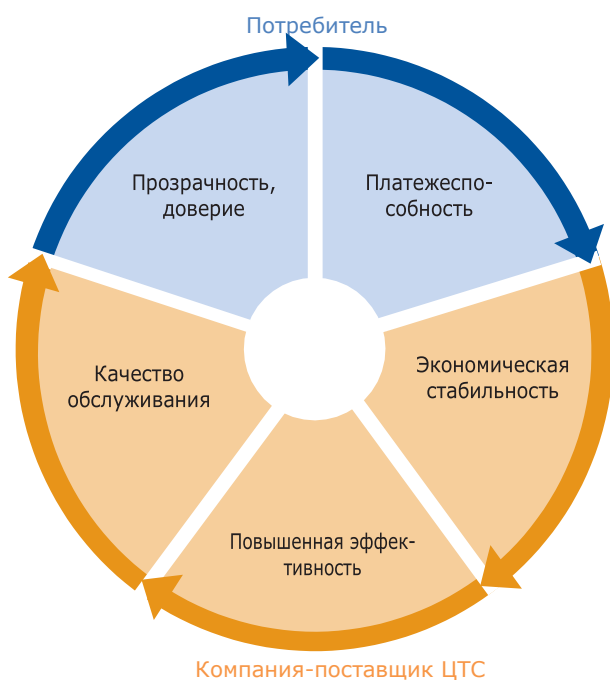 Потребитель
Прозрачность,
доверие
Платежеспо-
собность
Экономическая
стабильность
Качество
обслуживания
Повышенная эффек-
тивность
Компания-поставщик ЦТС